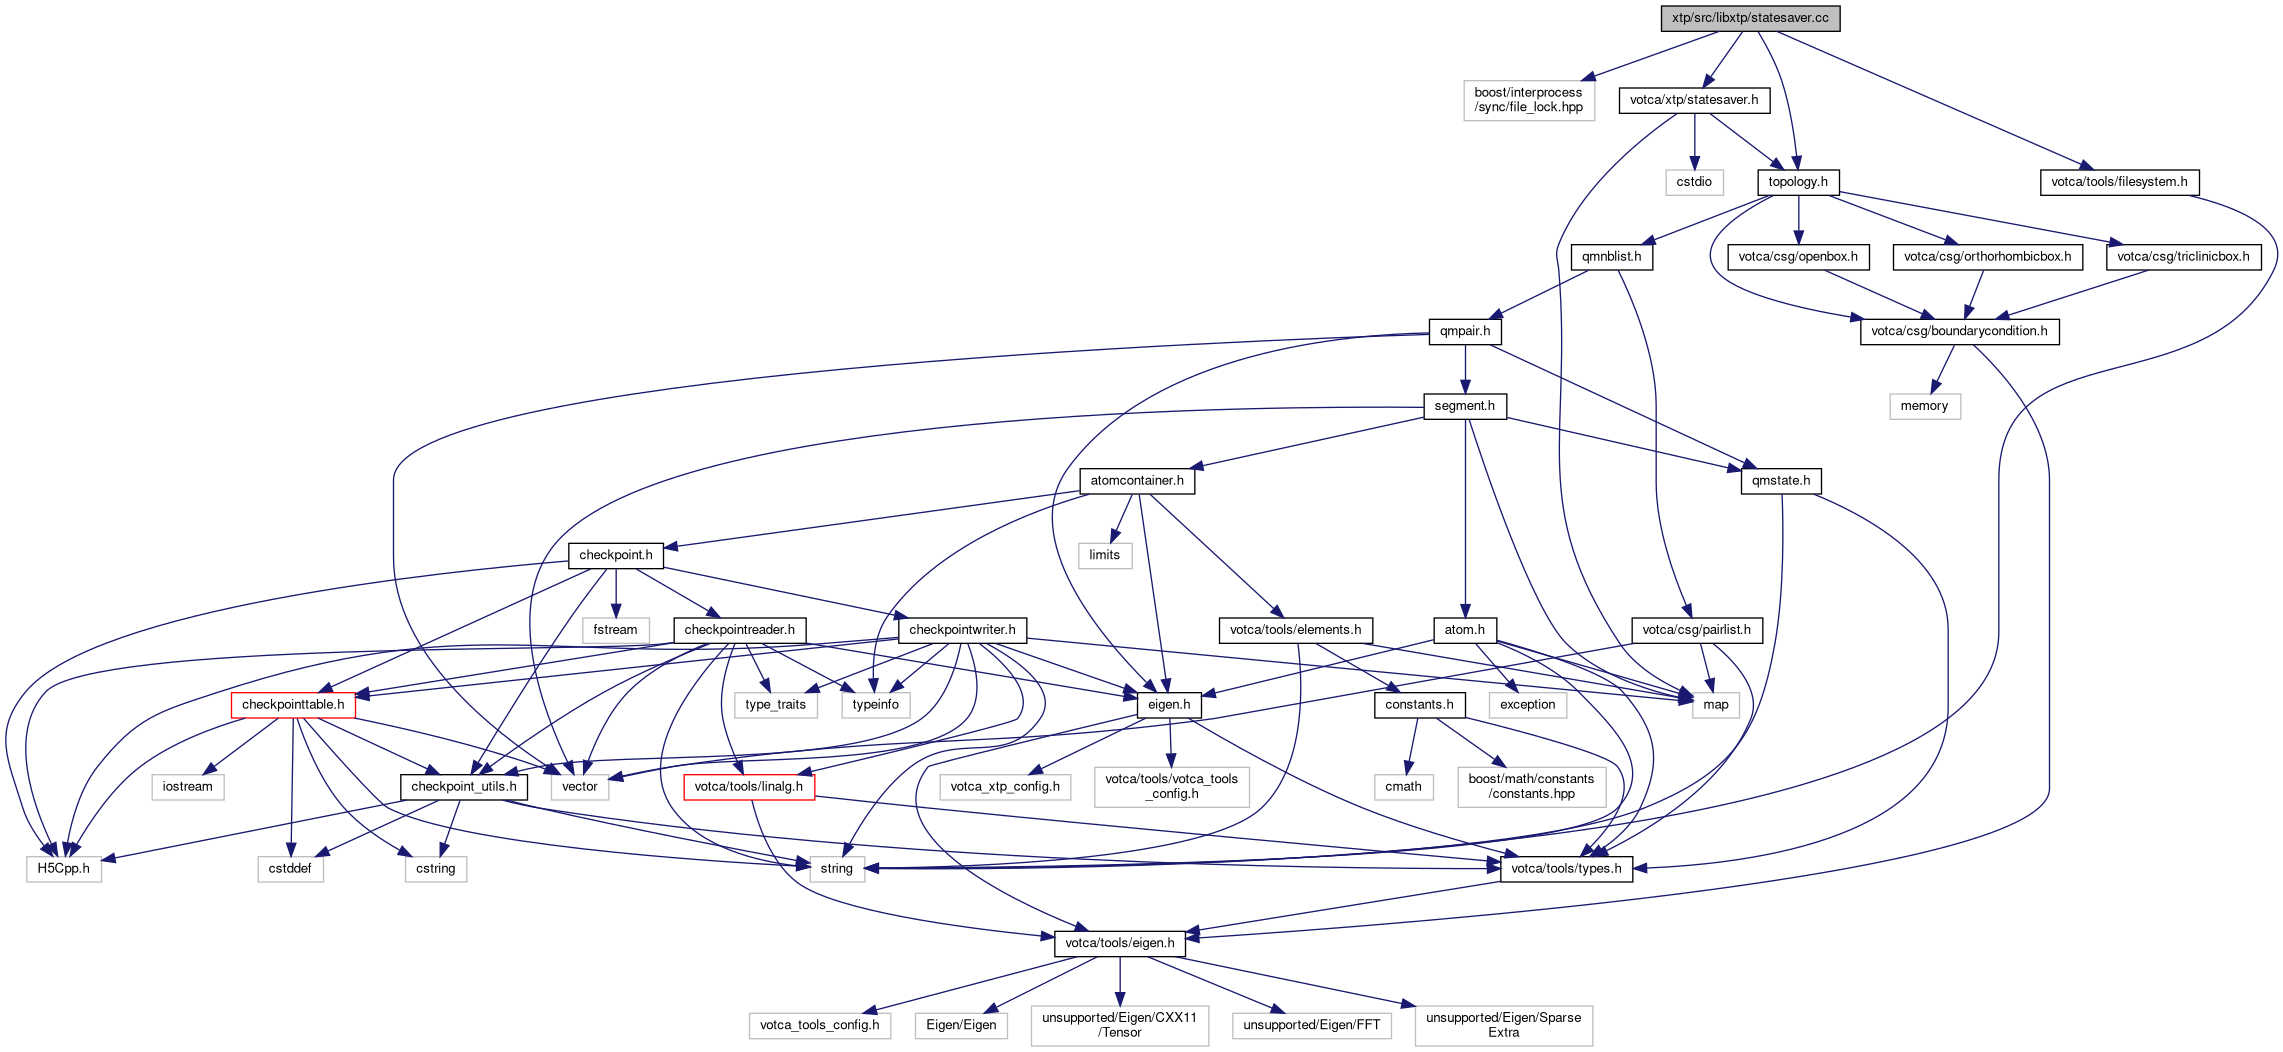 xtp/src/libxtp/statesaver.cc
boost/interprocess
/sync/file_lock.hpp
votca/xtp/statesaver.h
cstdio
topology.h
votca/tools/filesystem.h
qmnblist.h
votca/csg/openbox.h
votca/csg/orthorhombicbox.h
votca/csg/triclinicbox.h
qmpair.h
votca/csg/boundarycondition.h
segment.h
memory
atomcontainer.h
qmstate.h
checkpoint.h
limits
fstream
checkpointreader.h
checkpointwriter.h
votca/tools/elements.h
atom.h
votca/csg/pairlist.h
checkpointtable.h
type_traits
typeinfo
eigen.h
constants.h
exception
map
iostream
checkpoint_utils.h
vector
votca/tools/linalg.h
votca_xtp_config.h
votca/tools/votca_tools
_config.h
cmath
boost/math/constants
/constants.hpp
H5Cpp.h
cstddef
cstring
string
votca/tools/types.h
votca/tools/eigen.h
votca_tools_config.h
Eigen/Eigen
unsupported/Eigen/CXX11
/Tensor
unsupported/Eigen/FFT
unsupported/Eigen/Sparse
Extra